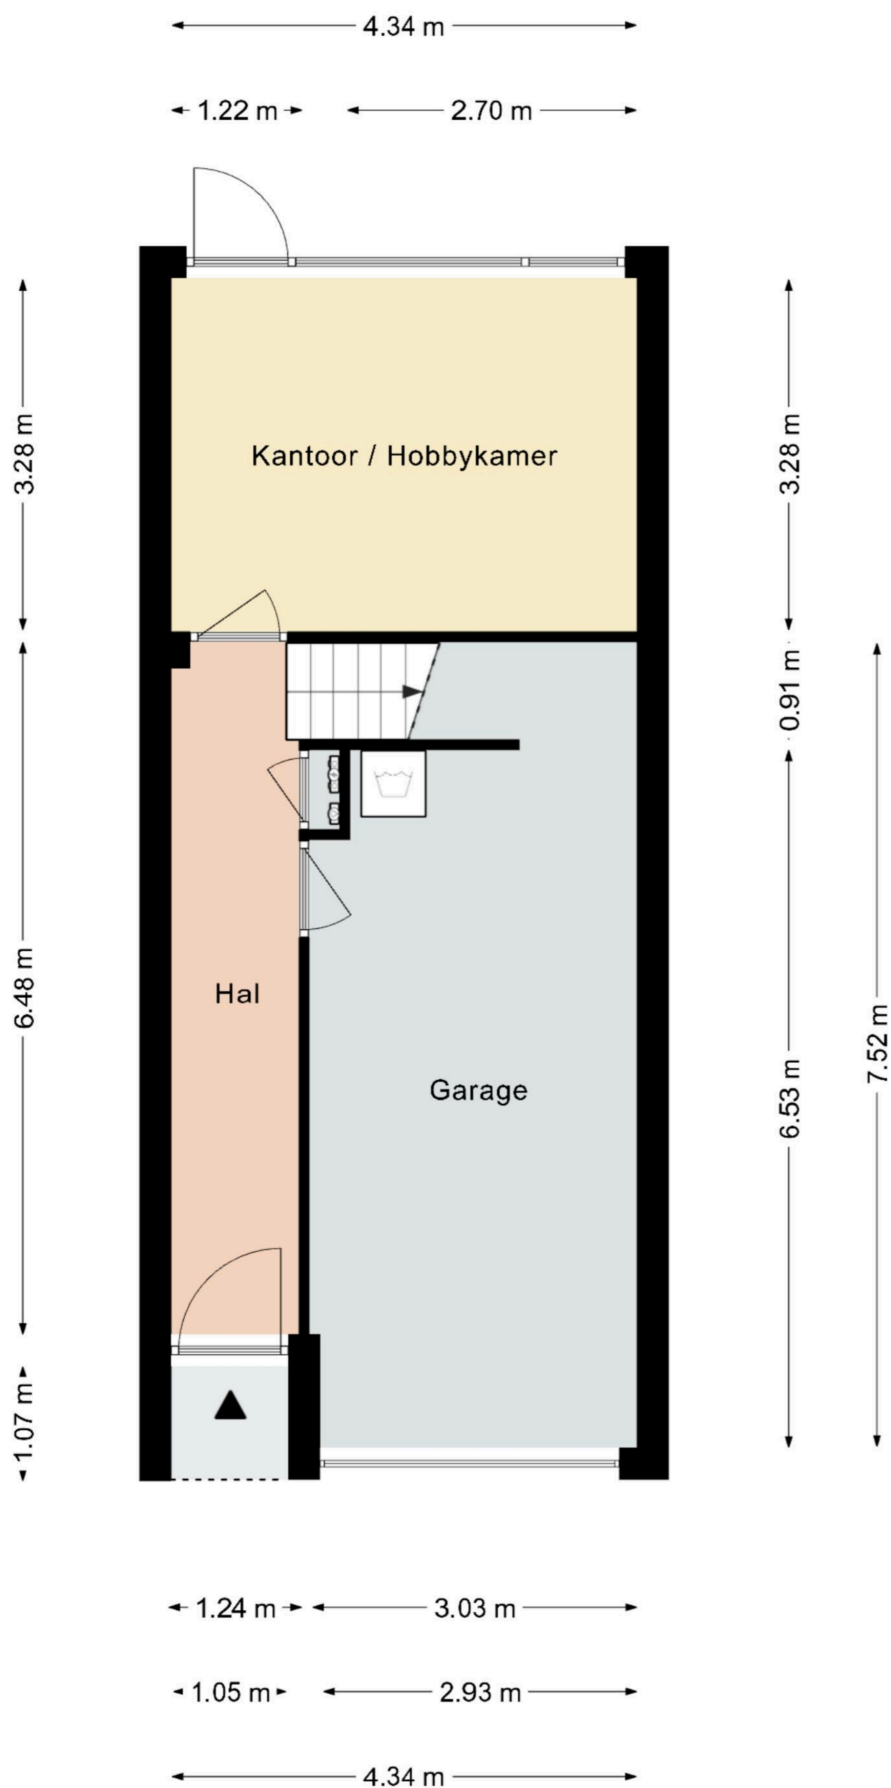 4.34 m
1.22 m
2.70 m
3.28 m
3.28 m
Kantoor / Hobbykamer
0.91 m
6.48 m
Hal
7.52 m
6.53 m
Garage
1.07 m
1.24 m
3.03 m
1.05 m
2.93 m
4.34 m